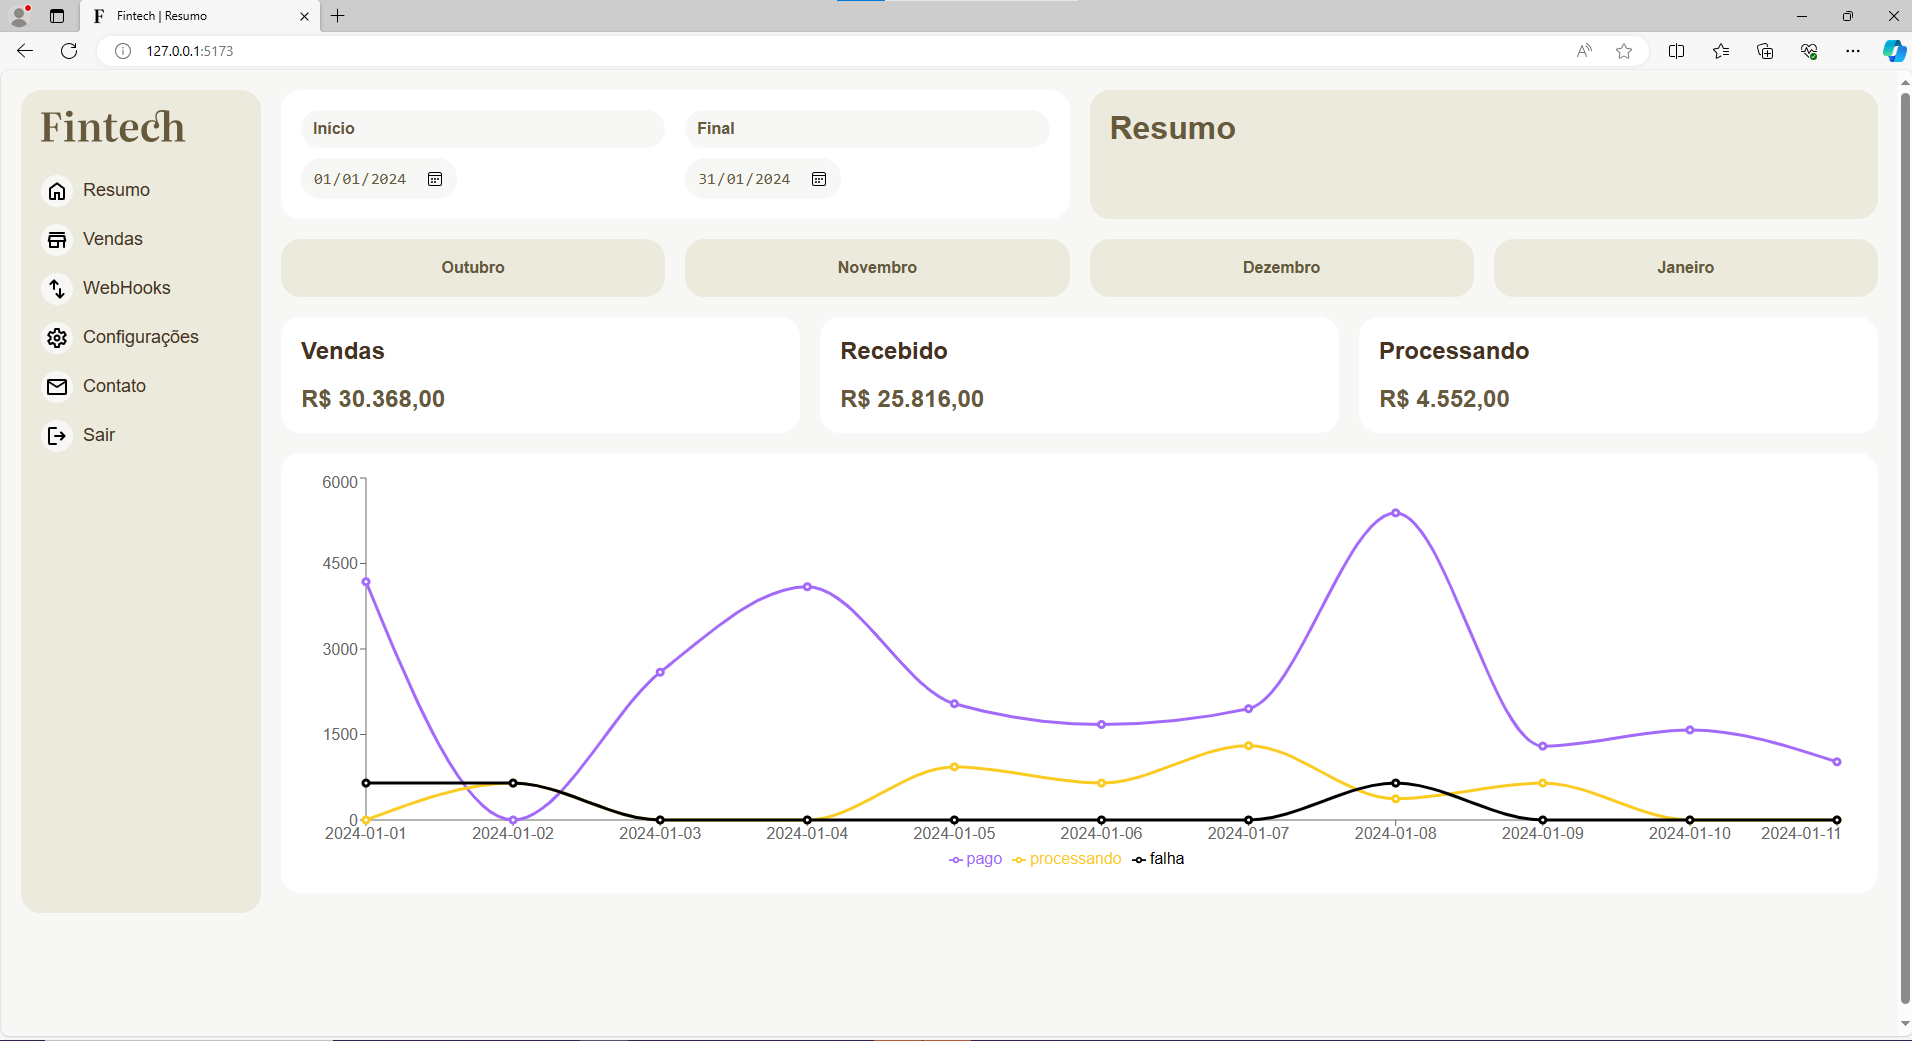 Fintech | Resumo
127.0.0.1:5173
Fintech
Resumo
Vendas
WebHooks
Configurações
Contato
Sair
Início
Final
01/01/2024
31/01/2024
Resumo
Outubro
Novembro
Dezembro
Janeiro
Vendas
R$ 30.368,00
Recebido
R$ 25.816,00
Processando
R$ 4.552,00
6000
4500
3000
1500
0
2024-01-01 2024-01-02 2024-01-03 2024-01-04 2024-01-05 2024-01-06 2024-01-07 2024-01-08 2024-01-09 2024-01-10 2024-01-11
pago processando falha